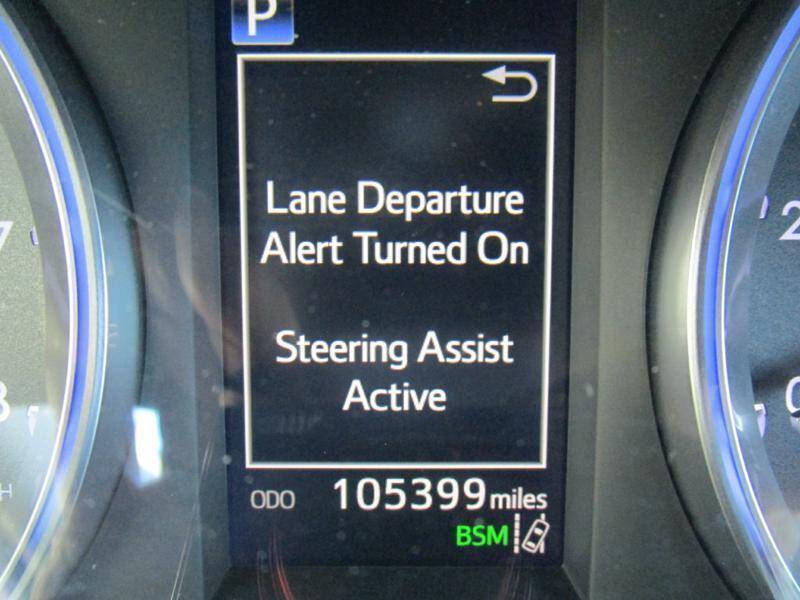 P
Lane Departure
Alert Turned On
Steering Assist
Active
ODO 105399 miles
BSM